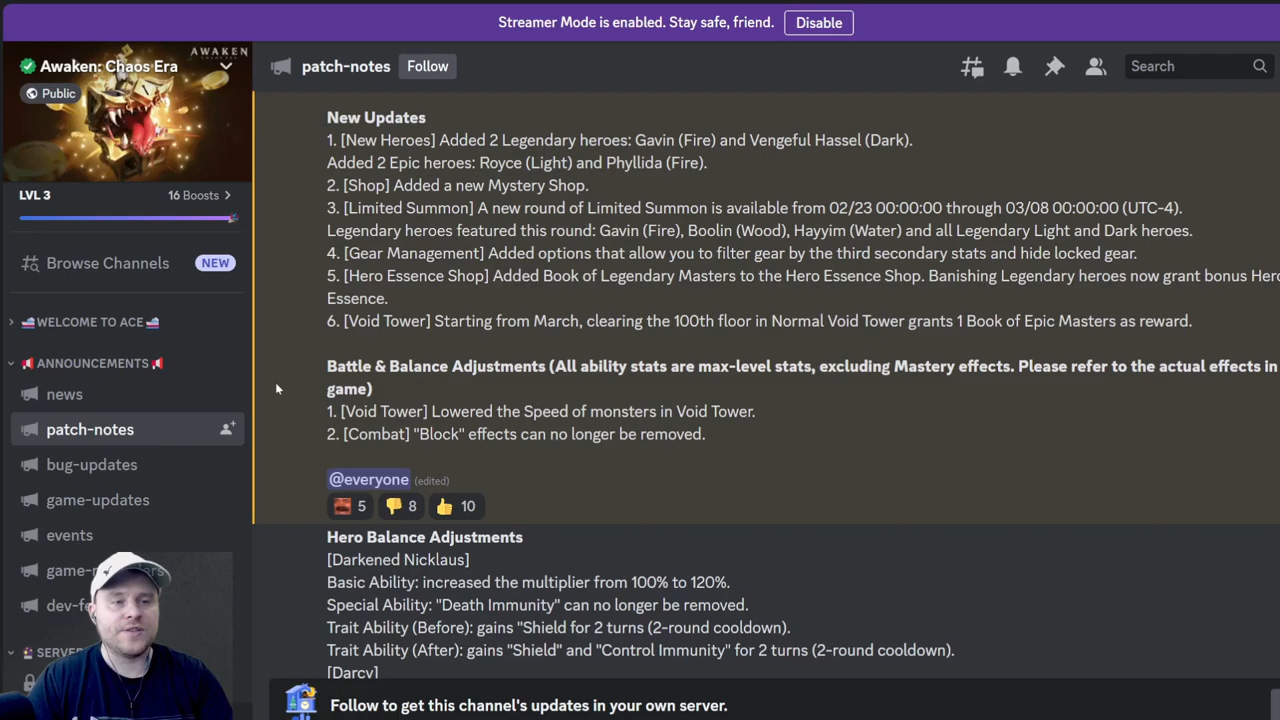 Streamer Mode is enabled. Stay safe, friend. Disable
AWAKEN
Awaken: Chaos Era
Public
LVL 3
16 Boosts
Browse Channels
NEW
WELCOME TO ACE
ANNOUNCEMENTS
news
patch-notes
bug-updates
game-updates
events
patch-notes Follow
Search
New Updates
1. [New Heroes] Added 2 Legendary heroes: Gavin (Fire) and Vengeful Hassel (Dark).
Added 2 Epic heroes: Royce (Light) and Phyllida (Fire).
2. [Shop] Added a new Mystery Shop.
3. [Limited Summon] A new round of Limited Summon is available from 02/23 00:00:00 through 03/08 00:00:00 (UTC-4).
Legendary heroes featured this round: Gavin (Fire), Boolin (Wood), Hayyim (Water) and all Legendary Light and Dark heroes.
4. [Gear Management] Added options that allow you to filter gear by the third secondary stats and hide locked gear.
5. [Hero Essence Shop] Added Book of Legendary Masters to the Hero Essence Shop. Banishing Legendary heroes now grant bonus Hero
Essence.
6. [Void Tower] Starting from March, clearing the 100th floor in Normal Void Tower grants 1 Book of Epic Masters as reward.
Battle & Balance Adjustments (All ability stats are max-level stats, excluding Mastery effects. Please refer to the actual effects in
game)
1. [Void Tower] Lowered the Speed of monsters in Void Tower.
2. [Combat] "Block" effects can no longer be removed.
@everyone (edited)
5 8 10
Hero Balance Adjustments
[Darkened Nicklaus]
Basic Ability: increased the multiplier from 100% to 120%.
Special Ability: "Death Immunity" can no longer be removed.
Trait Ability (Before): gains "Shield for 2 turns (2-round cooldown).
Trait Ability (After): gains "Shield" and "Control Immunity" for 2 turns (2-round cooldown).
[Darcy]
Follow to get this channel's updates in your own server.